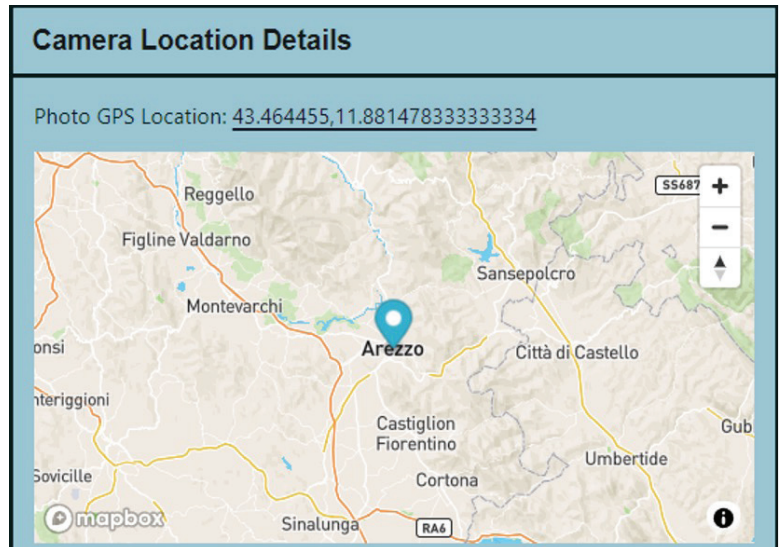 Camera Location Details
Photo GPS Location: 43.464455,11.881478333333334
Reggello
SS687
Figline Valdarno
Sansepolcro
Montevarchi
onsi
Arezzo
Città di Castello
nteriggioni
Castiglion
Fiorentino
Gub
Umbertide
Sovicille
Cortona
mapbox
Sinalunga
RA6